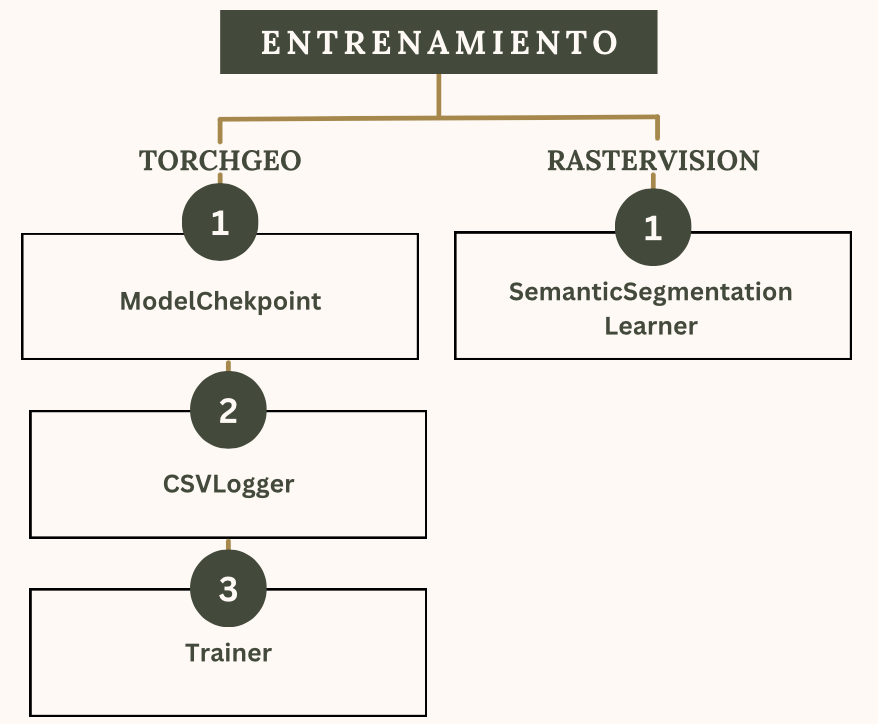 ENTRENAMIENTO
TORCHGEO
1
ModelChekpoint
2
CSVLogger
3
Trainer
RASTERVISION
1
SemanticSegmentation
Learner